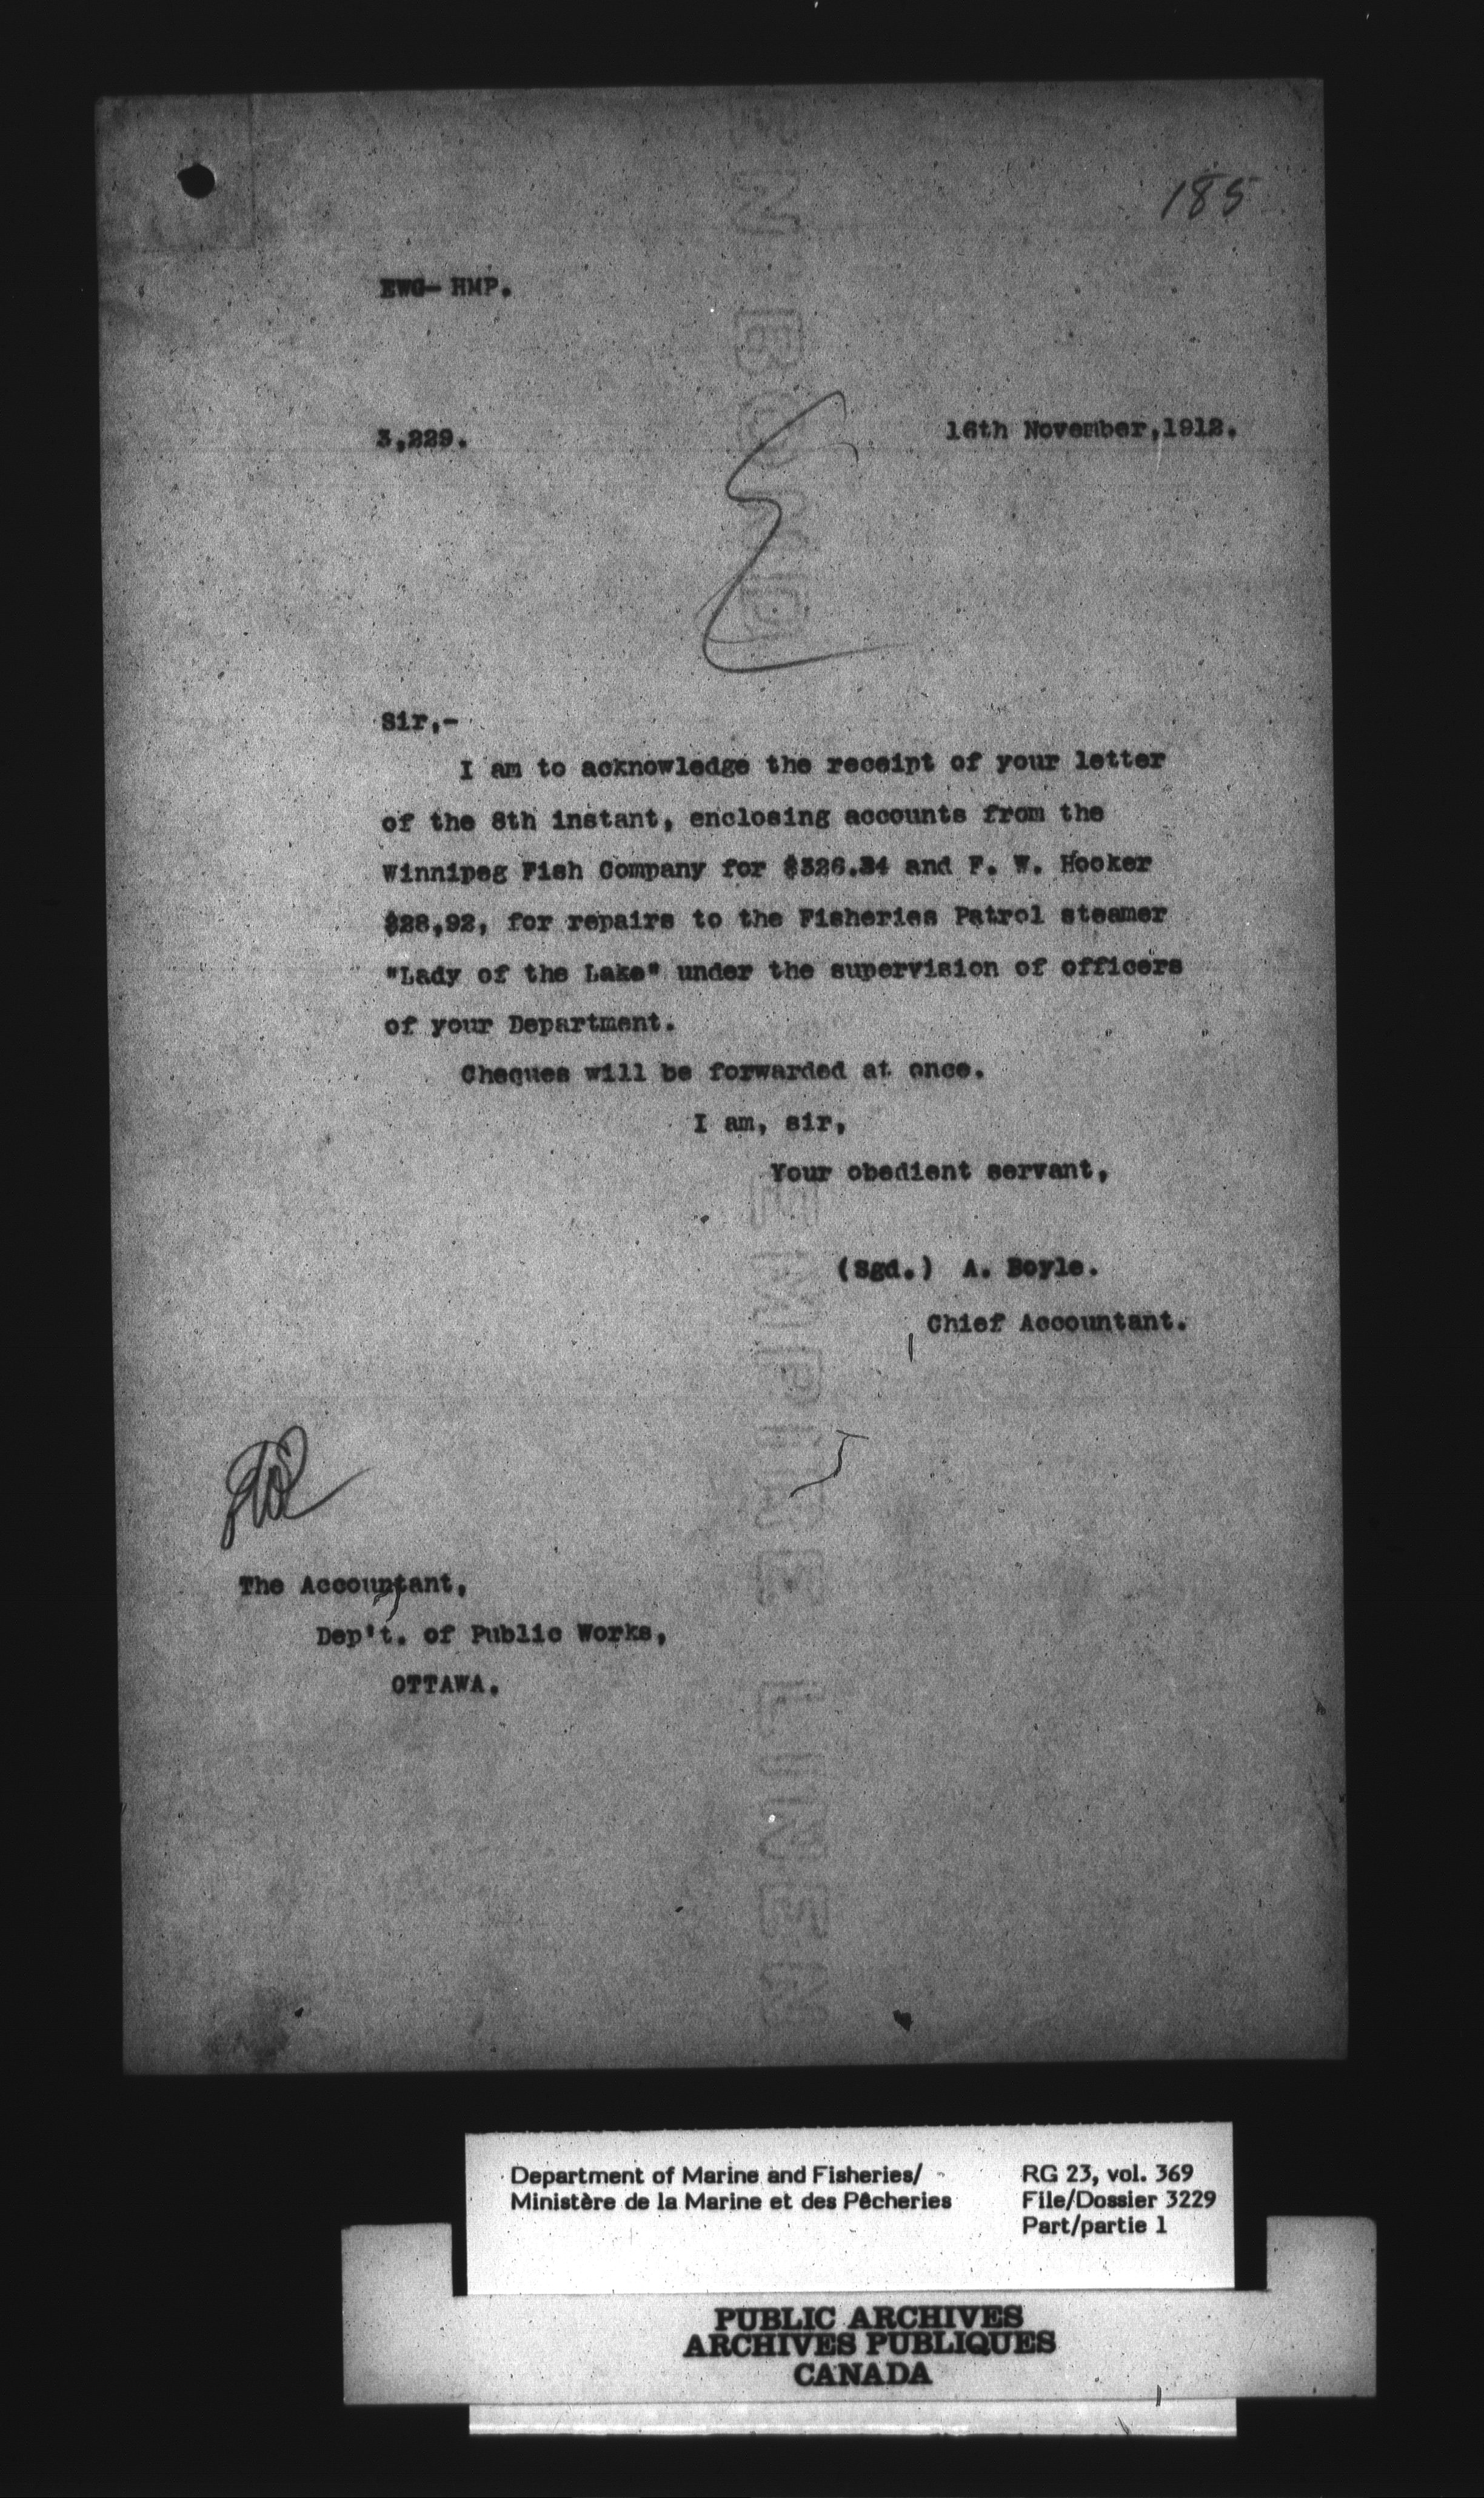 185
EWG- HMP.
3,229.
16th November,1912.
Sir,-
I am to acknowledge the receipt of your letter
of the 8th instant, enclosing accounts from the
Winnipeg Fish Company for $326.34 and F. W. Hooker
$28,92, for repairs to the Fisheries Patrol steamer
"Lady of the Lake" under the supervision of officers
of your Department.
Cheques will be forwarded at once.
I am, sir,
Your obedient servant,
(Sgd.) A. Boyle.
Chief Accountant.
The Accountant,
Dep't. of Public Works,
OTTAWA.
Department of Marine and Fisheries/
Ministère de la Marine et des Pêcheries
RG 23, vol. 369
File/Dossier 3229
Part/partie 1
PUBLIC ARCHIVES
ARCHIVES PUBLIQUES
CANADA